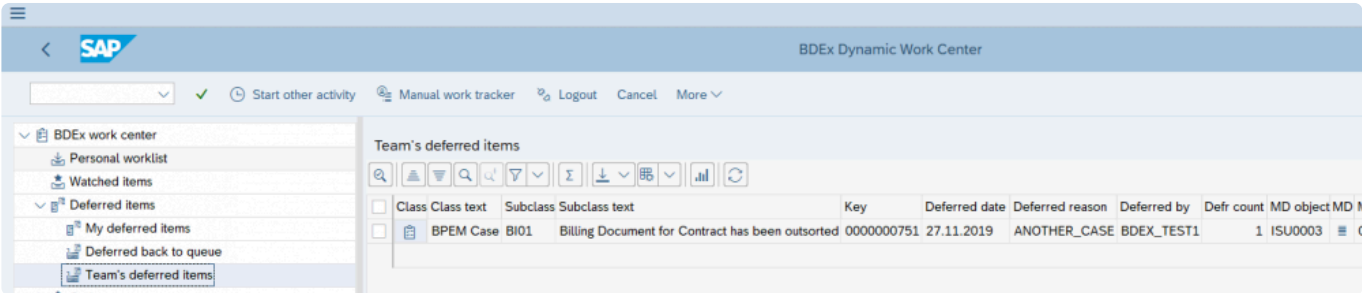 SAP
BDEx Dynamic Work Center
Start other activity Manual work tracker Logout Cancel More
BDEx work center
Personal worklist
Watched items
Deferred items
My deferred items
Deferred back to queue
Team's deferred items
Team's deferred items
Class Class text Subclass Subclass text Key Deferred date Deferred reason Deferred by Defr count MD object MD
BPEM Case BI01 Billing Document for Contract has been outsorted 0000000751 27.11.2019 ANOTHER_CASE BDEX_TEST1 1 ISU0003